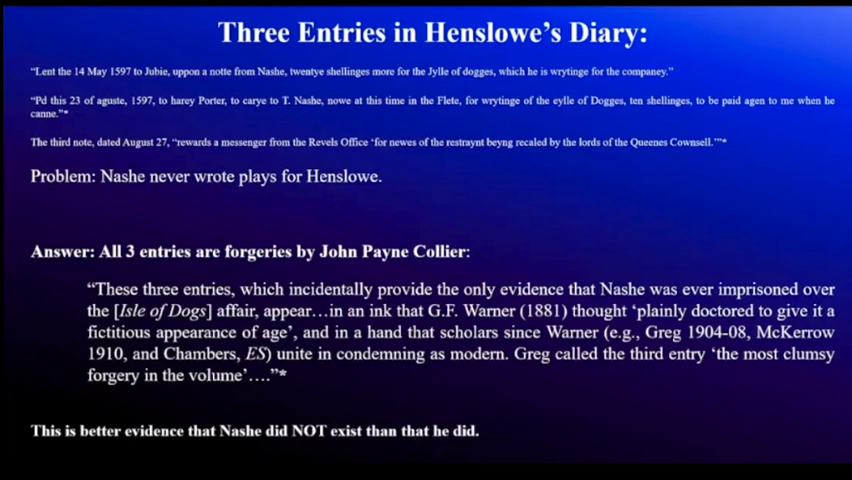 Three Entries in Henslowe's Diary:
"Lent the 14 May 1597 to Jubie, uppon a notte from Nashe, twentye shellinges more for the Jylle of dogges, which he is wrytinge for the companey."
"Pd this 23 of aguste, 1597, to harey Porter, to carye to T. Nashe, nowe at this time in the Flete, for wrytinge of the eylle of Dogges, ten shellinges, to be paid agen to me when he
canne."*
The third note, dated August 27, "rewards a messenger from the Revels Office 'for newes of the restraynt beyng recaled by the lords of the Queenes Cownsell.'"*
Problem: Nashe never wrote plays for Henslowe.
Answer: All 3 entries are forgeries by John Payne Collier:
"These three entries, which incidentally provide the only evidence that Nashe was ever imprisoned over
the [Isle of Dogs] affair, appear…in an ink that G.F. Warner (1881) thought 'plainly doctored to give it a
fictitious appearance of age', and in a hand that scholars since Warner (e.g., Greg 1904-08, McKerrow
1910, and Chambers, ES) unite in condemning as modern. Greg called the third entry 'the most clumsy
forgery in the volume'…."*
This is better evidence that Nashe did NOT exist than that he did.